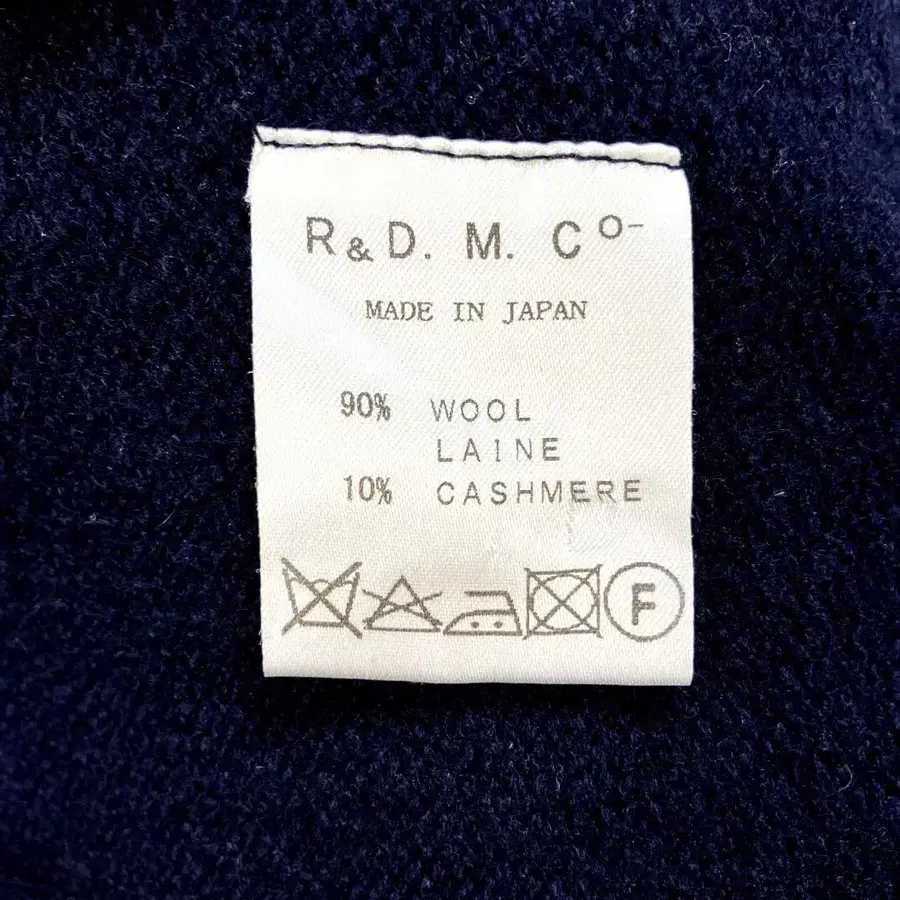 R & D. M. Co-
MADE IN JAPAN
90% WOOL
LAINE
10% CASHMERE
F